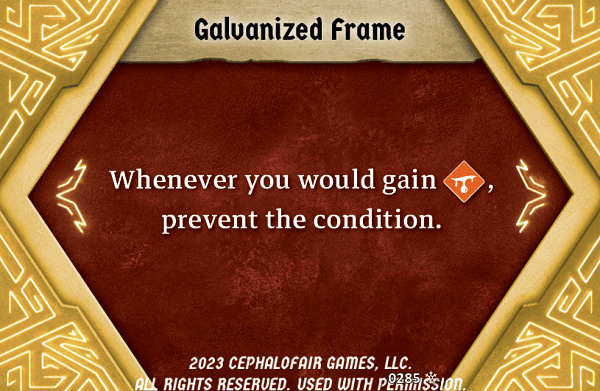 Galvanized Frame
Whenever you would gain ,
prevent the condition.
2023 CEPHALOFAIR GAMES, LLC.
ALL RIGHTS RESERVED. USED WITH PERMISSION.
0285